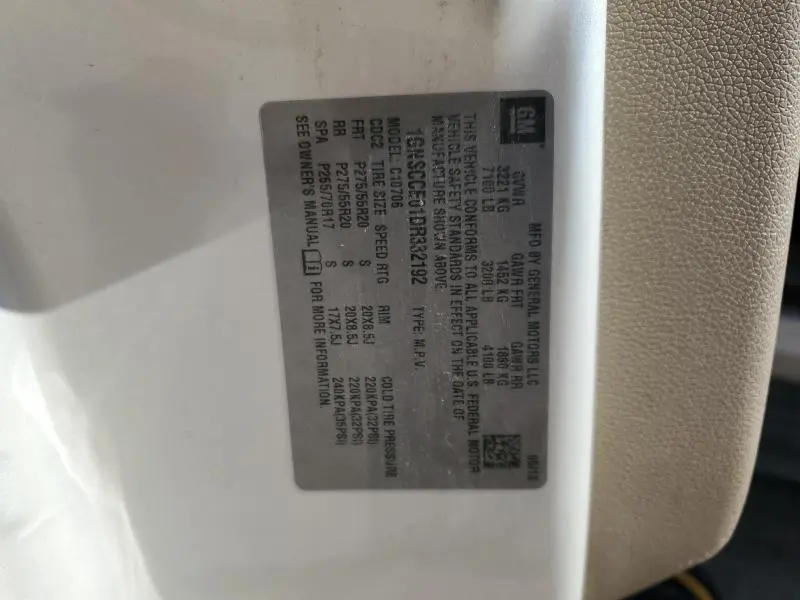 GM
MFD BY GENERAL MOTORS LLC
GVWR GAWR FRT GAWR RR
3221 KG 1452 KG 1860 KG
7100 LB 3200 LB 4100 LB
THIS VEHICLE CONFORMS TO ALL APPLICABLE U.S. FEDERAL MOTOR
VEHICLE SAFETY STANDARDS IN EFFECT ON THE DATE OF
MANUFACTURE SHOWN ABOVE.
TYPE: M.P.V.
MODEL: C10706
CDC2 TIRE SIZE SPEED RTG RIM COLD TIRE PRESSURE
FRT P275/55R20 S 20X8.5J 220KPA(32PSI)
RR P275/55R20 S 20X8.5J 220KPA(32PSI)
SPA P265/70R17 S 17X7.5J 240KPA(35PSI)
SEE OWNER'S MANUAL FOR MORE INFORMATION.